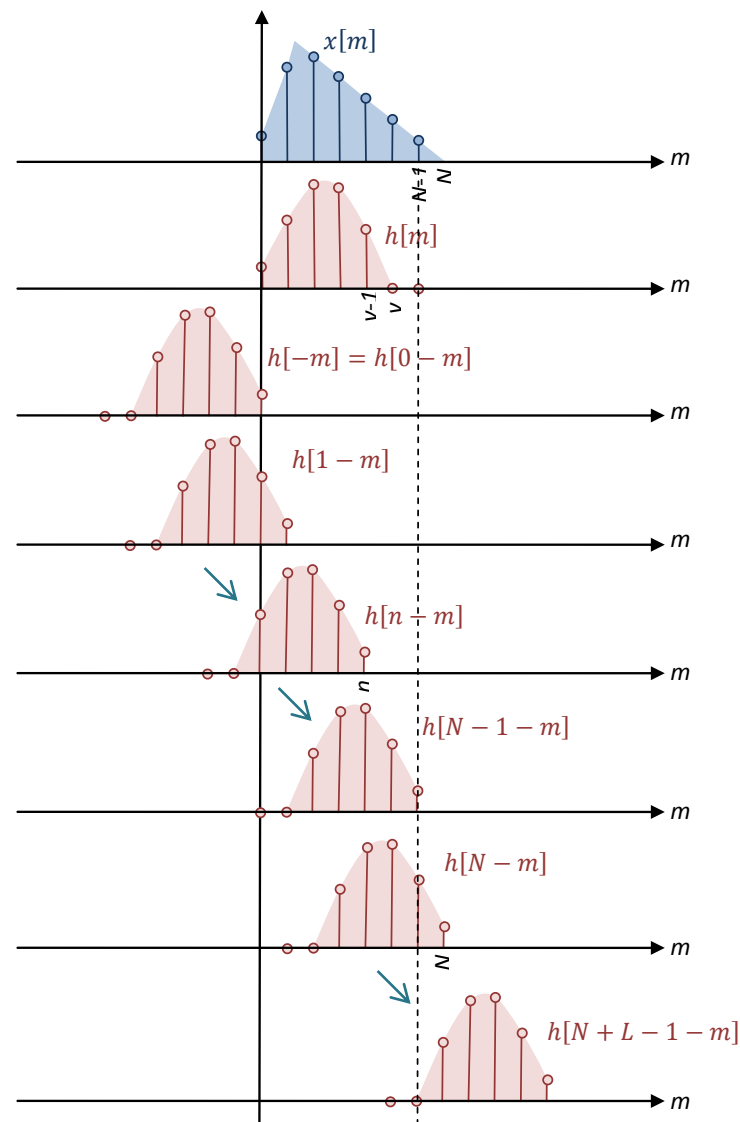 x[m]
m
N-1
N
h[m]
m
v-1
v
h[−m] = h[0 − m]
m
h[1 − m]
m
h[n − m]
m
n
h[N − 1 − m]
m
h[N − m]
m
N
h[N + L − 1 − m]
m